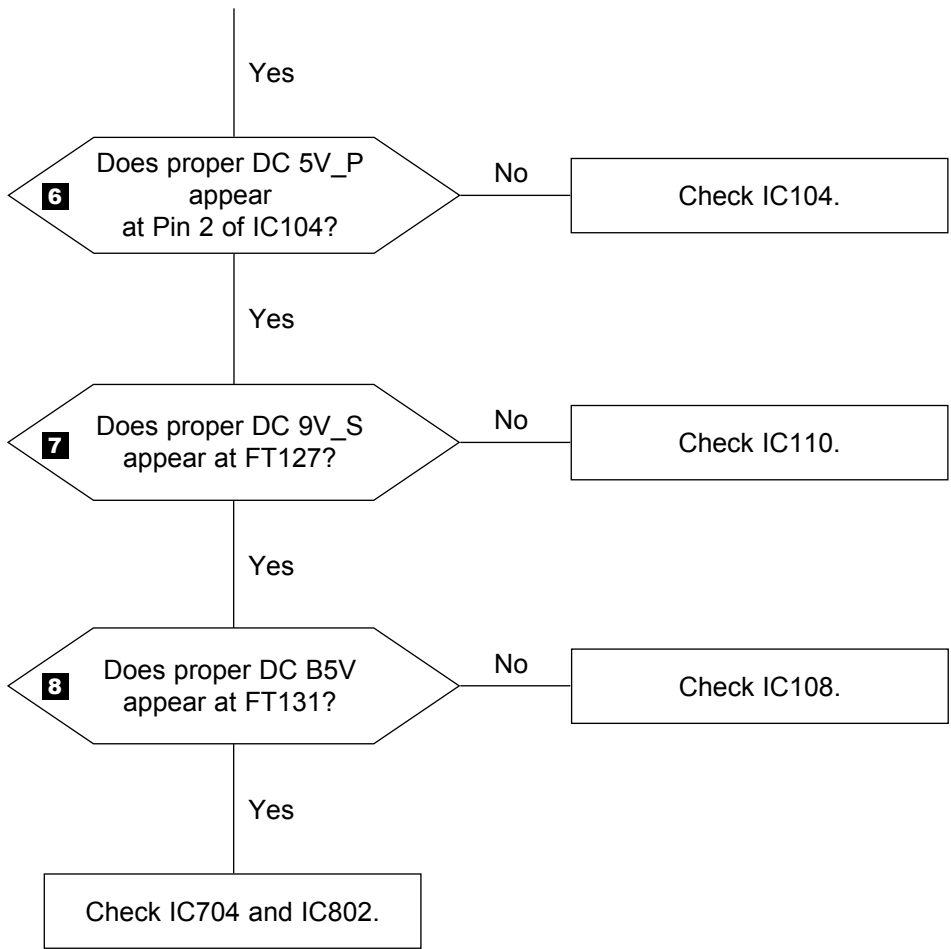 Yes
6
Does proper DC 5V_P
appear
at Pin 2 of IC104?
No
Check IC104.
Yes
7
Does proper DC 9V_S
appear at FT127?
No
Check IC110.
Yes
8
Does proper DC B5V
appear at FT131?
No
Check IC108.
Yes
Check IC704 and IC802.